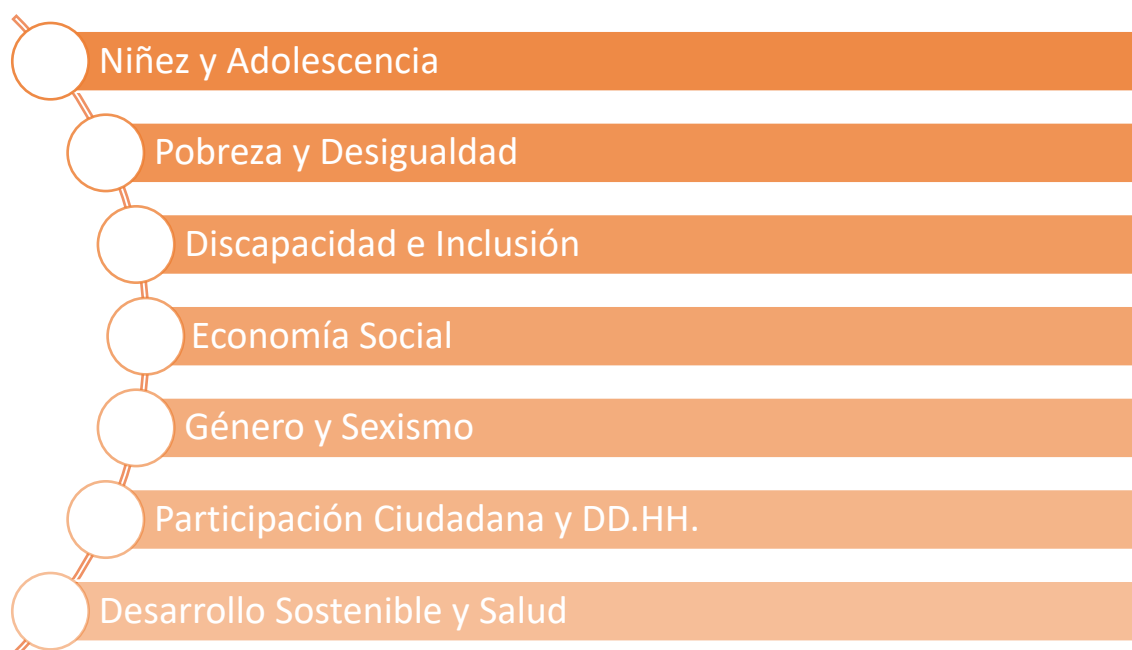 Niñez y Adolescencia
Pobreza y Desigualdad
Discapacidad e Inclusión
Economía Social
Género y Sexismo
Participación Ciudadana y DD.HH.
Desarrollo Sostenible y Salud